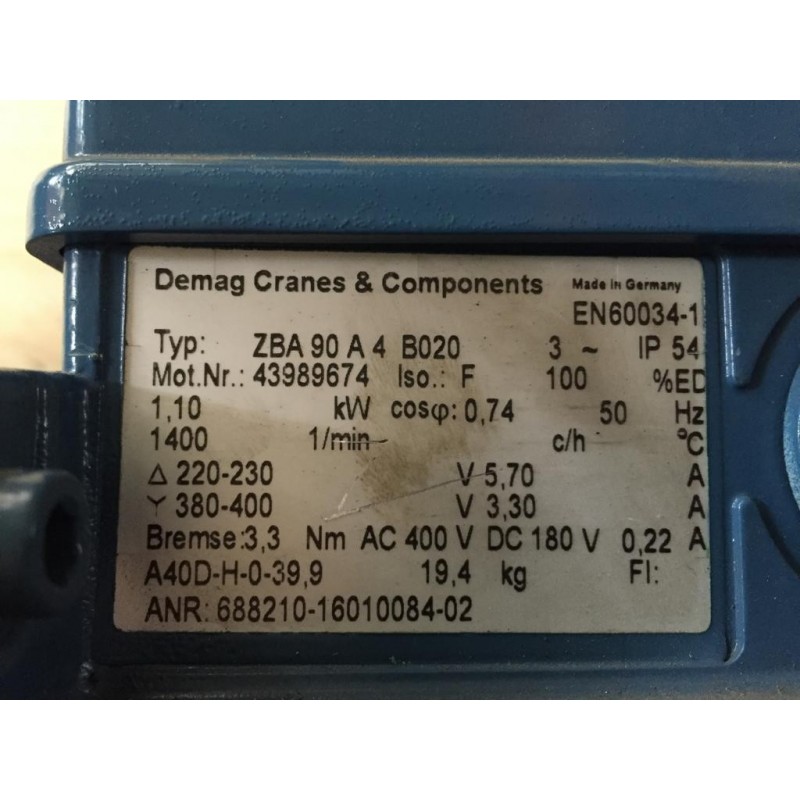 Demag Cranes & Components Made in Germany
EN60034-1
Typ: ZBA 90 A 4 B020 3 ~ IP 54
Mot.Nr.: 43989674 Iso.: F 100 %ED
1,10 kW cosφ: 0,74 50 Hz
1400 1/min c/h °C
Δ 220-230 V 5,70 A
Y 380-400 V 3,30 A
Bremse:3,3 Nm AC 400 V DC 180 V 0,22 A
A40D-H-0-39,9 19,4 kg FI:
ANR: 688210-16010084-02